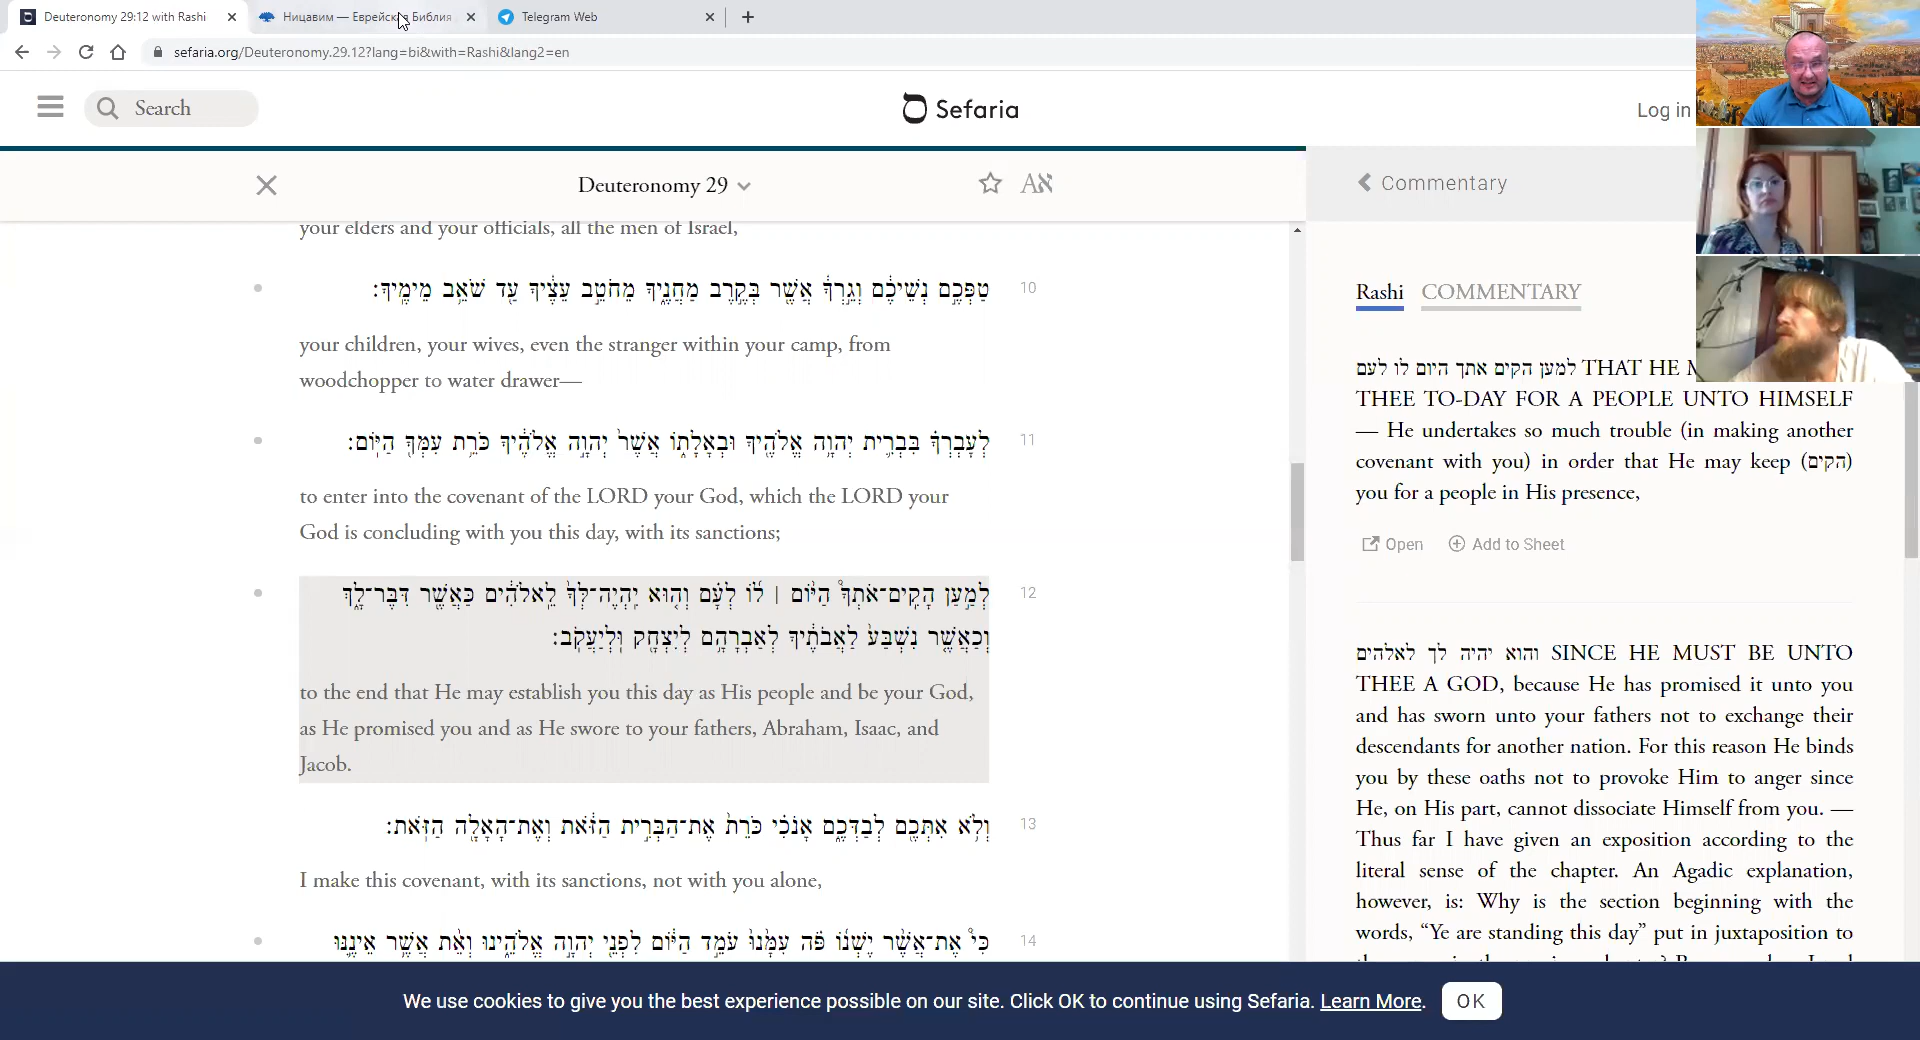 Deuteronomy 29:12 with Rashi
Ницавим — Еврейская Библия
Telegram Web
sefaria.org/Deuteronomy.29.12?lang=bi&with=Rashi&lang2=en
Search
Sefaria
Log in
Deuteronomy 29
Commentary
your elders and your officials, all the men of Israel,
10
טַפְּכֶ֣ם נְשֵׁיכֶ֔ם וְגֵ֣רְךָ֔ אֲשֶׁ֖ר בְּקֶ֣רֶב מַחֲנֶ֑יךָ מֵחֹטֵ֣ב עֵצֶ֔יךָ עַ֖ד שֹׁאֵ֥ב מֵימֶֽיךָ׃
your children, your wives, even the stranger within your camp, from
woodchopper to water drawer—
11
לְעׇבְרְךָ֗ בִּבְרִ֛ית יְהֹוָ֥ה אֱלֹהֶ֖יךָ וּבְאָלָת֑וֹ אֲשֶׁר֙ יְהֹוָ֣ה אֱלֹהֶ֔יךָ כֹּרֵ֥ת עִמְּךָ֖ הַיּֽוֹם׃
to enter into the covenant of the LORD your God, which the LORD your
God is concluding with you this day, with its sanctions;
12
לְמַ֣עַן הָקִֽים־אֹתְךָ֩ הַיּ֨וֹם ׀ ל֜וֹ לְעָ֗ם וְה֤וּא יִֽהְיֶה־לְּךָ֙ לֵֽאלֹהִ֔ים כַּאֲשֶׁ֖ר דִּבֶּר־לָ֑ךְ
וְכַאֲשֶׁ֤ר נִשְׁבַּע֙ לַאֲבֹתֶ֔יךָ לְאַבְרָהָ֥ם לְיִצְחָ֖ק וּֽלְיַעֲקֹֽב׃
to the end that He may establish you this day as His people and be your God,
as He promised you and as He swore to your fathers, Abraham, Isaac, and
Jacob.
13
וְלֹ֥א אִתְּכֶ֖ם לְבַדְּכֶ֑ם אָנֹכִ֗י כֹּרֵת֙ אֶת־הַבְּרִ֣ית הַזֹּ֔את וְאֶת־הָאָלָ֖ה הַזֹּֽאת׃
I make this covenant, with its sanctions, not with you alone,
14
כִּי֩ אֶת־אֲשֶׁ֨ר יֶשְׁנ֜וֹ פֹּ֗ה עִמָּ֙נוּ֙ עֹמֵ֣ד הַיּ֔וֹם לִפְנֵ֖י יְהֹוָ֣ה אֱלֹהֵ֑ינוּ וְאֵ֨ת אֲשֶׁ֥ר אֵינֶ֛נּוּ
Rashi COMMENTARY
למען הקים אתך היום לו לעם THAT HE
THEE TO-DAY FOR A PEOPLE UNTO HIMSELF
— He undertakes so much trouble (in making another
covenant with you) in order that He may keep (הקים)
you for a people in His presence,
Open Add to Sheet
והוא יהיה לך לאלהים SINCE HE MUST BE UNTO
THEE A GOD, because He has promised it unto you
and has sworn unto your fathers not to exchange their
descendants for another nation. For this reason He binds
you by these oaths not to provoke Him to anger since
He, on His part, cannot dissociate Himself from you. —
Thus far I have given an exposition according to the
literal sense of the chapter. An Agadic explanation,
however, is: Why is the section beginning with the
words, “Ye are standing this day” put in juxtaposition to
We use cookies to give you the best experience possible on our site. Click OK to continue using Sefaria. Learn More.
OK